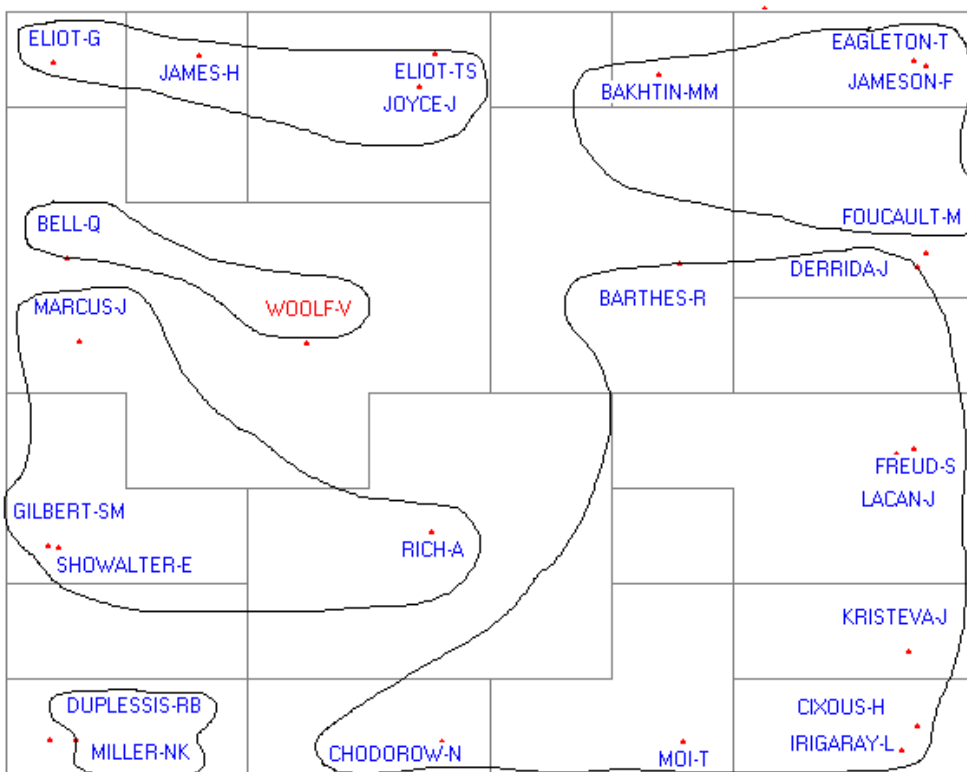 ELIOT-G
JAMES-H
ELIOT-TS
JOYCE-J
EAGLETON-T
JAMESON-F
BAKHTIN-MM
BELL-Q
WOOLF-V
FOUCAULT-M
DERRIDA-J
BARTHES-R
MARCUS-J
FREUD-S
LACAN-J
GILBERT-SM
SHOWALTER-E
RICH-A
KRISTEVA-J
DUPLESSIS-RB
MILLER-NK
CHODOROW-N
MOI-T
CIXOUS-H
IRIGARAY-L